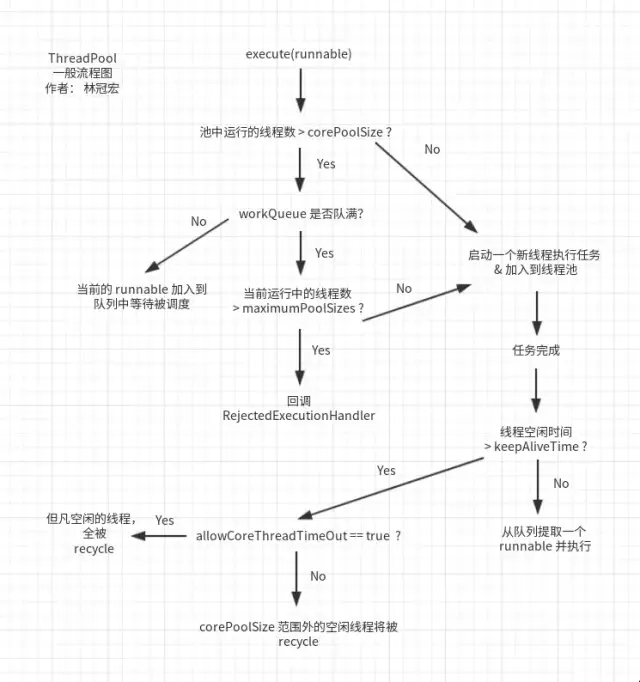 ThreadPool
一般流程图
作者： 林冠宏
execute(runnable)
池中运行的线程数 > corePoolSize ?
No
Yes
workQueue 是否队满?
No
Yes
启动一个新线程执行任务
& 加入到线程池
当前的 runnable 加入到
队列中等待被调度
当前运行中的线程数
> maximumPoolSizes ?
No
Yes
任务完成
回调
RejectedExecutionHandler
线程空闲时间
> keepAliveTime ?
Yes
No
但凡空闲的线程，
全被
recycle
Yes
allowCoreThreadTimeOut == true ?
从队列提取一个
runnable 并执行
No
corePoolSize 范围外的空闲线程将被
recycle